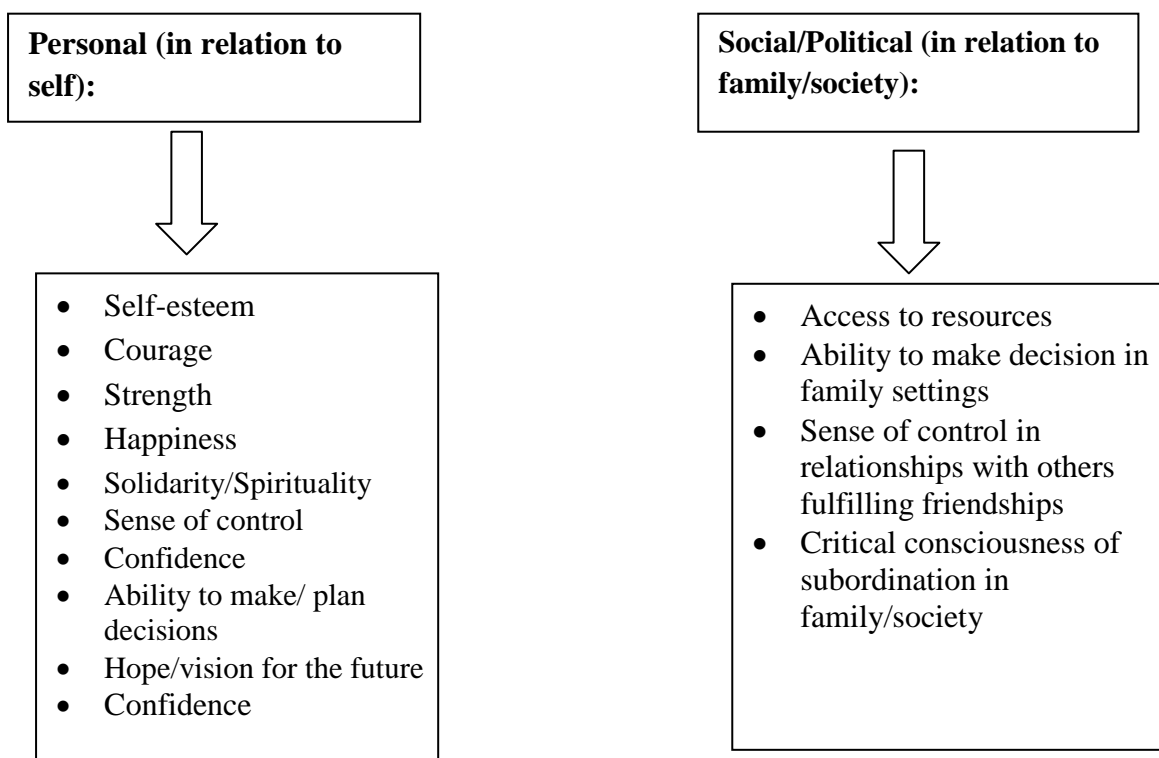 Personal (in relation to
self):
• Self-esteem
• Courage
• Strength
• Happiness
• Solidarity/Spirituality
• Sense of control
• Confidence
• Ability to make/ plan
decisions
• Hope/vision for the future
• Confidence
Social/Political (in relation to
family/society):
• Access to resources
• Ability to make decision in
family settings
• Sense of control in
relationships with others
fulfilling friendships
• Critical consciousness of
subordination in
family/society